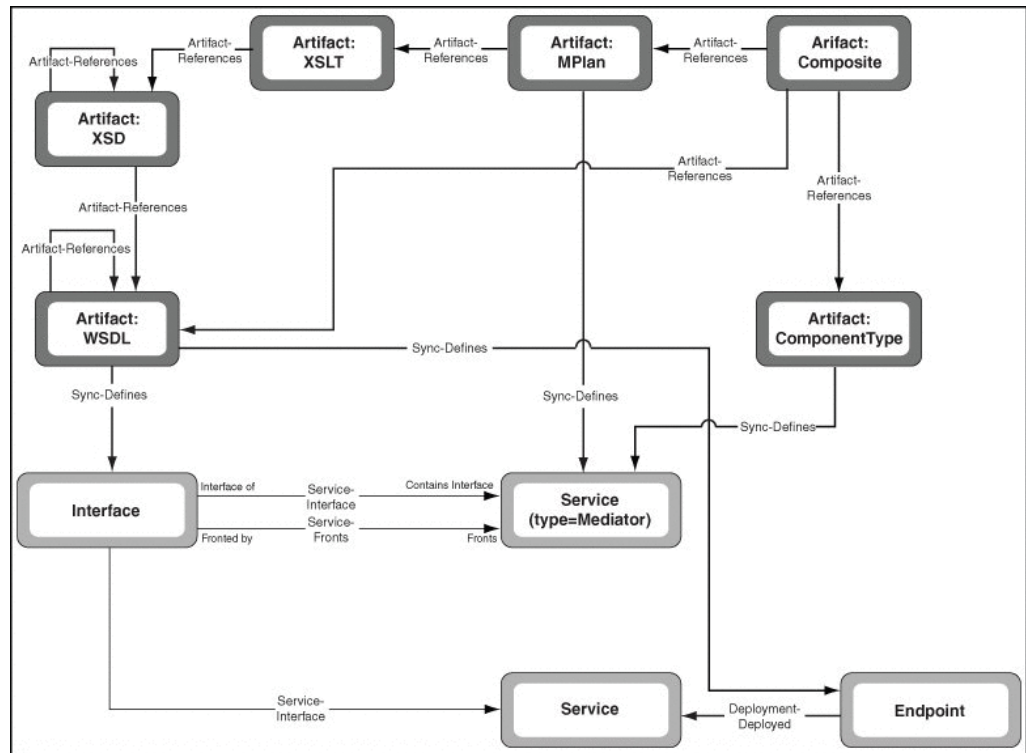 Artifact:
XSLT
Artifact:
MPlan
Arifact:
Composite
Artifact-
References
Artifact-
References
Artifact-
References
Artifact-References
Artifact:
XSD
Artifact-
References
Artifact-
References
Artifact-References
Artifact-References
Artifact:
WSDL
Artifact:
ComponentType
Sync-Defines
Sync-Defines
Sync-Defines
Sync-Defines
Interface
Interface of
Service-
Interface
Contains Interface
Service
(type=Mediator)
Fronted by
Service-
Fronts
Fronts
Service-
Interface
Service
Deployment-
Deployed
Endpoint